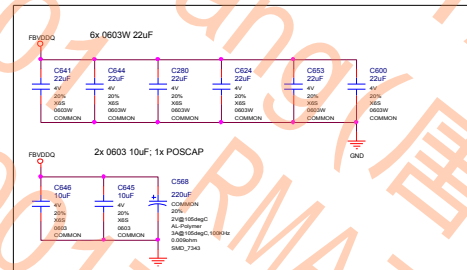 6x 0603W 22uF
FBVDDQ
C641
22uF
4V
20%
X6S
0603W
COMMON
C644
22uF
4V
20%
X6S
0603W
COMMON
C280
22uF
4V
20%
X6S
0603W
COMMON
C624
22uF
4V
20%
X6S
0603W
COMMON
C653
22uF
4V
20%
X6S
0603W
COMMON
C600
22uF
4V
20%
X6S
0603W
COMMON
GND
2x 0603 10uF; 1x POSCAP
FBVDDQ
C646
10uF
4V
20%
X6S
0603
COMMON
C645
10uF
4V
20%
X6S
0603
COMMON
C568
220uF
COMMON
20%
2V@105degC
AL-Polymer
3A@105degC,100KHz
0.009ohm
SMD_7343